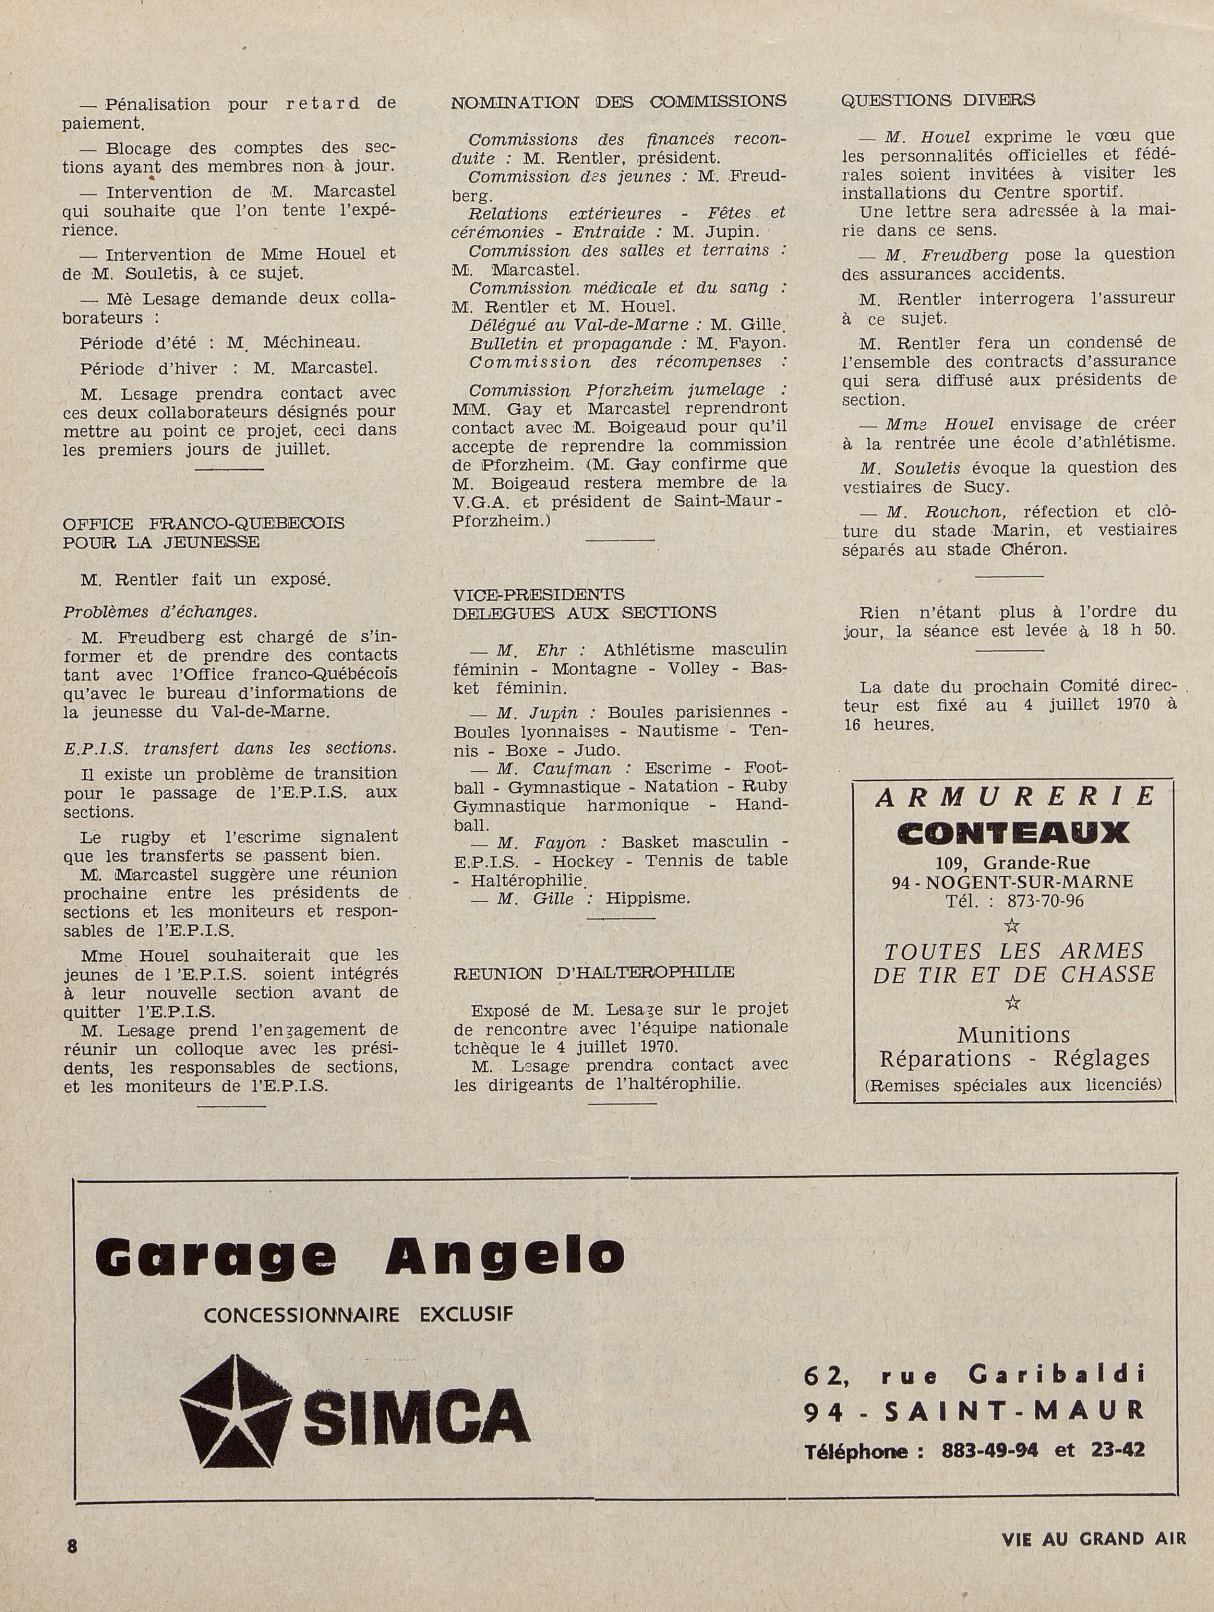 — Pénalisation pour retard de
paiement.
— Blocage des comptes des sec-
tions ayant des membres non à jour.
— Intervention de M. Marcastel
qui souhaite que l'on tente l'expé-
rience.
— Intervention de Mme Houel et
de M. Souletis, à ce sujet.
— Mè Lesage demande deux colla-
borateurs :
Période d'été : M. Méchineau.
Période d'hiver : M. Marcastel.
M. Lesage prendra contact avec
ces deux collaborateurs désignés pour
mettre au point ce projet, ceci dans
les premiers jours de juillet.
OFFICE FRANCO-QUEBECOIS
POUR LA JEUNESSE
M. Rentler fait un exposé.
Problèmes d'échanges.
M. Freudberg est chargé de s'in-
former et de prendre des contacts
tant avec l'Office franco-Québécois
qu'avec le bureau d'informations de
la jeunesse du Val-de-Marne.
E.P.I.S. transfert dans les sections.
Il existe un problème de transition
pour le passage de l'E.P.I.S. aux
sections.
Le rugby et l'escrime signalent
que les transferts se passent bien.
M. Marcastel suggère une réunion
prochaine entre les présidents de
sections et les moniteurs et respon-
sables de l'E.P.I.S.
Mme Houel souhaiterait que les
jeunes de l 'E.P.I.S. soient intégrés
à leur nouvelle section avant de
quitter l'E.P.I.S.
M. Lesage prend l'engagement de
réunir un colloque avec les prési-
dents, les responsables de sections,
et les moniteurs de l'E.P.I.S.
NOMINATION DES COMMISSIONS
Commissions des finances recon-
duite : M. Rentler, président.
Commission des jeunes : M. Freud-
berg.
Relations extérieures - Fêtes et
cérémonies - Entraide : M. Jupin.
Commission des salles et terrains :
M. Marcastel.
Commission médicale et du sang :
M. Rentler et M. Houel.
Délégué au Val-de-Marne : M. Gille.
Bulletin et propagande : M. Fayon.
Commission des récompenses :
Commission Pforzheim jumelage :
MM. Gay et Marcastel reprendront
contact avec M. Boigeaud pour qu'il
accepte de reprendre la commission
de Pforzheim. (M. Gay confirme que
M. Boigeaud restera membre de la
V.G.A. et président de Saint-Maur -
Pforzheim.)
VICE-PRESIDENTS
DELEGUES AUX SECTIONS
— M. Ehr : Athlétisme masculin
féminin - Montagne - Volley - Bas-
ket féminin.
— M. Jupin : Boules parisiennes -
Boules lyonnaises - Nautisme - Ten-
nis - Boxe - Judo.
— M. Caufman : Escrime - Foot-
ball - Gymnastique - Natation - Ruby
Gymnastique harmonique - Hand-
ball.
— M. Fayon : Basket masculin -
E.P.I.S. - Hockey - Tennis de table
- Haltérophilie.
— M. Gille : Hippisme.
REUNION D'HALTEROPHILIE
Exposé de M. Lesage sur le projet
de rencontre avec l'équipe nationale
tchèque le 4 juillet 1970.
M. Lesage prendra contact avec
les dirigeants de l'haltérophilie.
QUESTIONS DIVERS
— M. Houel exprime le vœu que
les personnalités officielles et fédé-
rales soient invitées à visiter les
installations du Centre sportif.
Une lettre sera adressée à la mai-
rie dans ce sens.
— M. Freudberg pose la question
des assurances accidents.
M. Rentler interrogera l'assureur
à ce sujet.
M. Rentler fera un condensé de
l'ensemble des contracts d'assurance
qui sera diffusé aux présidents de
section.
— Mme Houel envisage de créer
à la rentrée une école d'athlétisme.
M. Souletis évoque la question des
vestiaires de Sucy.
— M. Rouchon, réfection et clô-
ture du stade Marin, et vestiaires
séparés au stade Chéron.
Rien n'étant plus à l'ordre du
jour, la séance est levée à 18 h 50.
La date du prochain Comité direc-
teur est fixé au 4 juillet 1970 à
16 heures.
ARMURERIE
CONTEAUX
109, Grande-Rue
94 - NOGENT-SUR-MARNE
Tél. : 873-70-96
☆
TOUTES LES ARMES
DE TIR ET DE CHASSE
☆
Munitions
Réparations - Réglages
(Remises spéciales aux licenciés)
Garage Angelo
CONCESSIONNAIRE EXCLUSIF
SIMCA
62, rue Garibaldi
94 - SAINT-MAUR
Téléphone : 883-49-94 et 23-42
8
VIE AU GRAND AIR